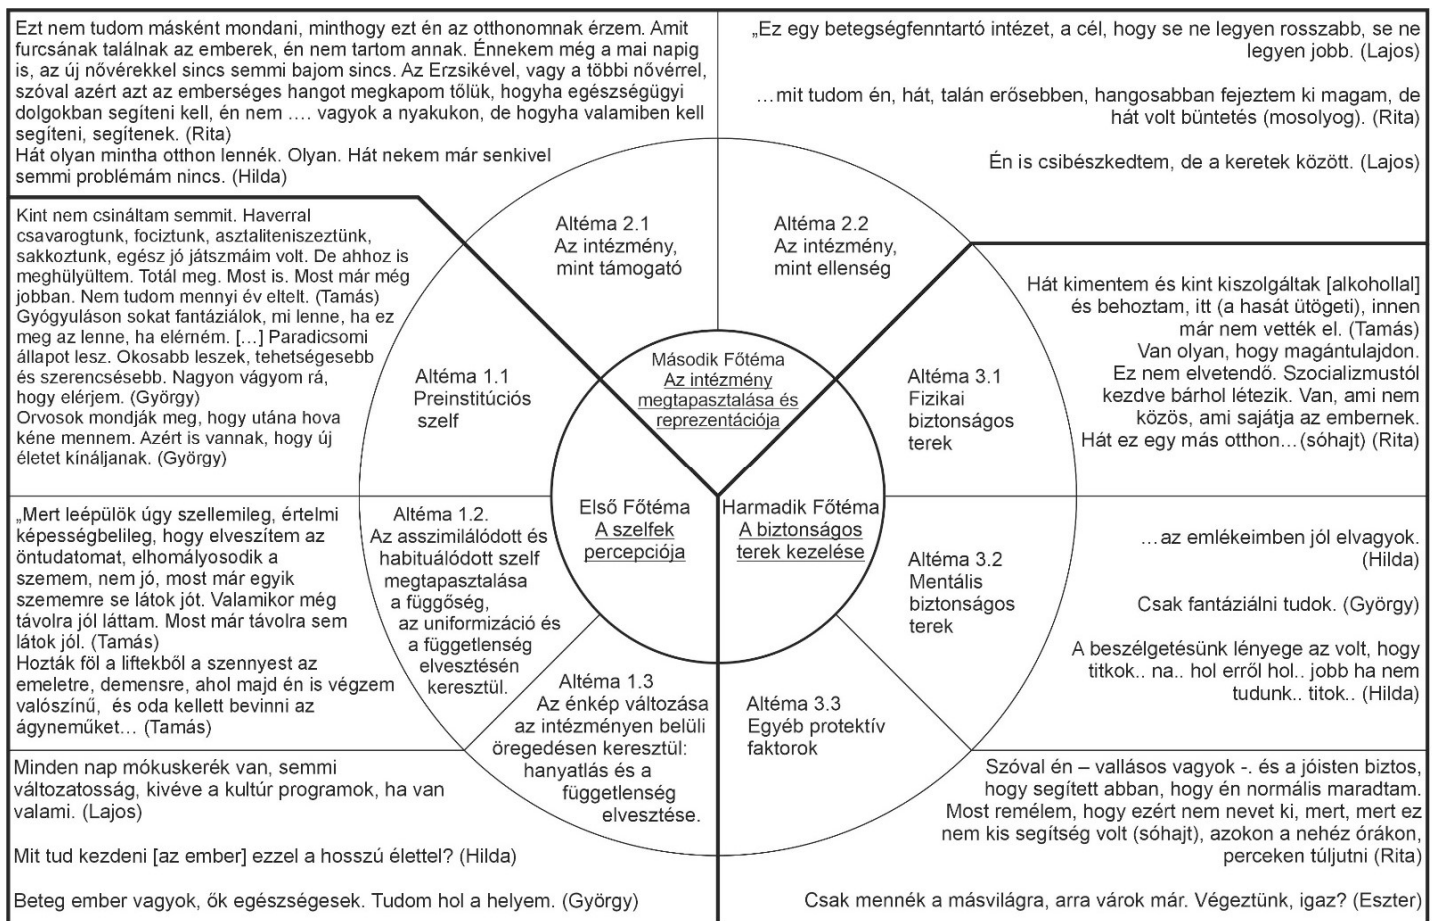 Ezt nem tudom másként mondani, minthogy ezt én az otthonomnak érzem. Amit
furcsának találnak az emberek, én nem tartom annak. Énnekem még a mai napig
is, az új nővérekkel sincs semmi bajom sincs. Az Erzsikével, vagy a többi nővérrel,
szóval azért azt az emberséges hangot megkapom tőlük, hogyha egészségügyi
dolgokban segíteni kell, én nem .... vagyok a nyakukon, de hogyha valamiben kell
segíteni, segítenek. (Rita)
Hát olyan mintha otthon lennék. Olyan. Hát nekem már senkivel
semmi problémám nincs. (Hilda)
„Ez egy betegségfenntartó intézet, a cél, hogy se ne legyen rosszabb, se ne
legyen jobb. (Lajos)
…mit tudom én, hát, talán erősebben, hangosabban fejeztem ki magam, de
hát volt büntetés (mosolyog). (Rita)
Én is csibészkedtem, de a keretek között. (Lajos)
Altéma 2.1
Az intézmény,
mint támogató
Altéma 2.2
Az intézmény,
mint ellenség
Kint nem csináltam semmit. Haverral
csavarogtunk, fociztunk, asztaliteniszeztünk,
sakkoztunk, egész jó játszmáim volt. De ahhoz is
meghülyültem. Totál meg. Most is. Most már még
jobban. Nem tudom mennyi év eltelt. (Tamás)
Gyógyuláson sokat fantáziálok, mi lenne, ha ez
meg az lenne, ha elérném. […] Paradicsomi
állapot lesz. Okosabb leszek, tehetségesebb
és szerencsésebb. Nagyon vágyom rá,
hogy elérjem. (György)
Orvosok mondják meg, hogy utána hova
kéne mennem. Azért is vannak, hogy új
életet kínáljanak. (György)
Altéma 1.1
Preinstitúciós
szelf
Második Főtéma
Az intézmény
megtapasztalása és
reprezentációja
Altéma 3.1
Fizikai
biztonságos
terek
Hát kimentem és kint kiszolgáltak [alkohollal]
és behoztam, itt (a hasát ütögeti), innen
már nem vették el. (Tamás)
Van olyan, hogy magántulajdon.
Ez nem elvetendő. Szocializmustól
kezdve bárhol létezik. Van, ami nem
közös, ami sajátja az embernek.
Hát ez egy más otthon…(sóhajt) (Rita)
„Mert leépülök úgy szellemileg, értelmi
képességbelileg, hogy elveszítem az
öntudatomat, elhomályosodik a
szemem, nem jó, most már egyik
szememre se látok jót. Valamikor még
távolra jól láttam. Most már távolra sem
látok jól. (Tamás)
Hozták föl a liftekből a szennyest az
emeletre, demensre, ahol majd én is végzem
valószínű,  és oda kellett bevinni az
ágyneműket… (Tamás)
Altéma 1.2.
Az asszimilálódott és
habituálódott szelf
megtapasztalása
a függőség,
az uniformizáció és
a függetlenség
elvesztésén
keresztül.
Első Főtéma
A szelfek
percepciója
Harmadik Főtéma
A biztonságos
terek kezelése
Altéma 3.2
Mentális
biztonságos
terek
…az emlékeimben jól elvagyok.
(Hilda)
Csak fantáziálni tudok. (György)
A beszélgetésünk lényege az volt, hogy
titkok.. na.. hol erről hol.. jobb ha nem
tudunk.. titok.. (Hilda)
Altéma 1.3
Az énkép változása
az intézményen belüli
öregedésen keresztül:
hanyatlás és a
függetlenség
elvesztése.
Altéma 3.3
Egyéb protektív
faktorok
Minden nap mókuskerék van, semmi
változatosság, kivéve a kultúr programok, ha van
valami. (Lajos)
Mit tud kezdeni [az ember] ezzel a hosszú élettel? (Hilda)
Beteg ember vagyok, ők egészségesek. Tudom hol a helyem. (György)
Szóval én – vallásos vagyok -. és a jóisten biztos,
hogy segített abban, hogy én normális maradtam.
Most remélem, hogy ezért nem nevet ki, mert, mert ez
nem kis segítség volt (sóhajt), azokon a nehéz órákon,
perceken túljutni (Rita)
Csak mennék a másvilágra, arra várok már. Végeztünk, igaz? (Eszter)